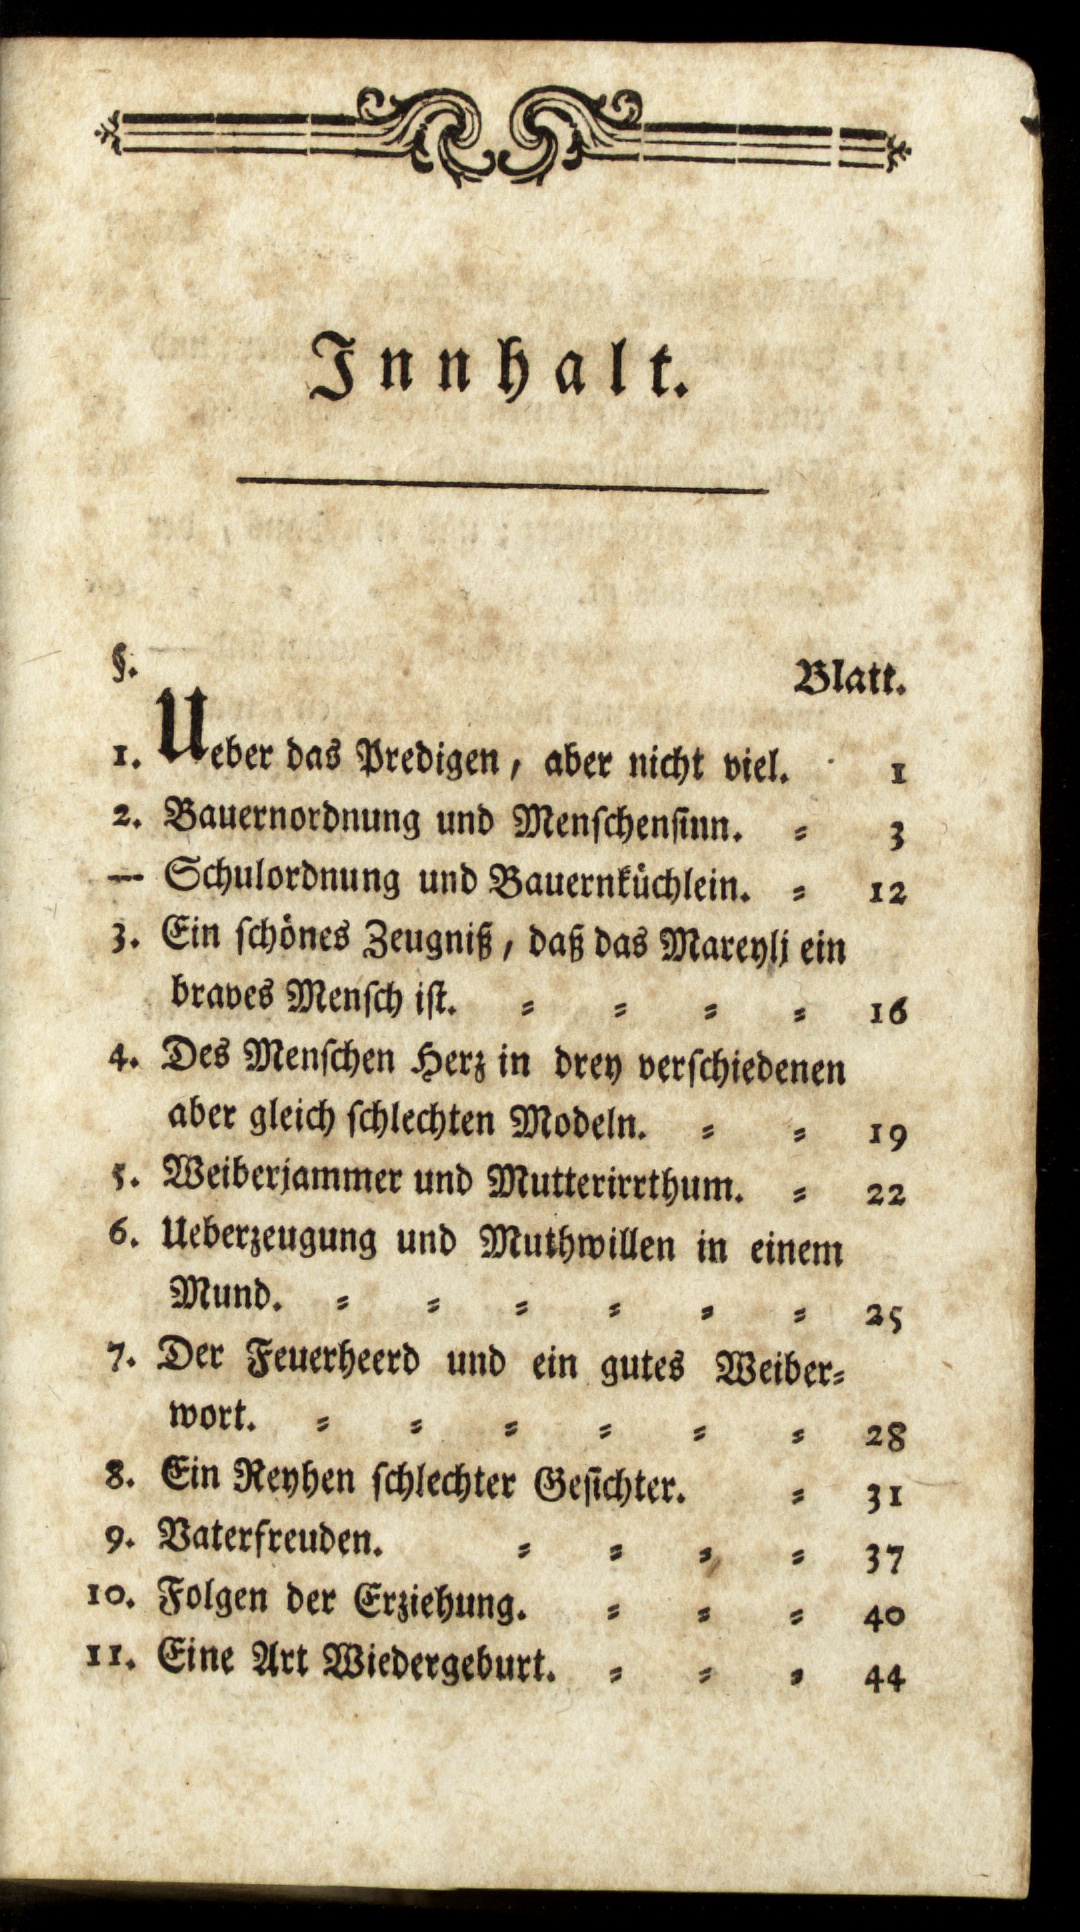 Innhalt.
§.
Blatt.
1. Ueber das Predigen, aber nicht viel. 1
2. Bauernordnung und Menschensinn. = 3
— Schulordnung und Bauernküchlein. = 12
3. Ein schönes Zeugniß, daß das Mareylj ein
braves Mensch ist. = = = = 16
4. Des Menschen Herz in drey verschiedenen
aber gleich schlechten Modeln. = = 19
5. Weiberjammer und Mutterirrthum. = 22
6. Ueberzeugung und Muthwillen in einem
Mund. = = = = = = 25
7. Der Feuerheerd und ein gutes Weiber=
wort. = = = = = = 28
8. Ein Reyhen schlechter Gesichter. = 31
9. Vaterfreuden. = = = = 37
10. Folgen der Erziehung. = = = 40
11. Eine Art Wiedergeburt. = = = 44